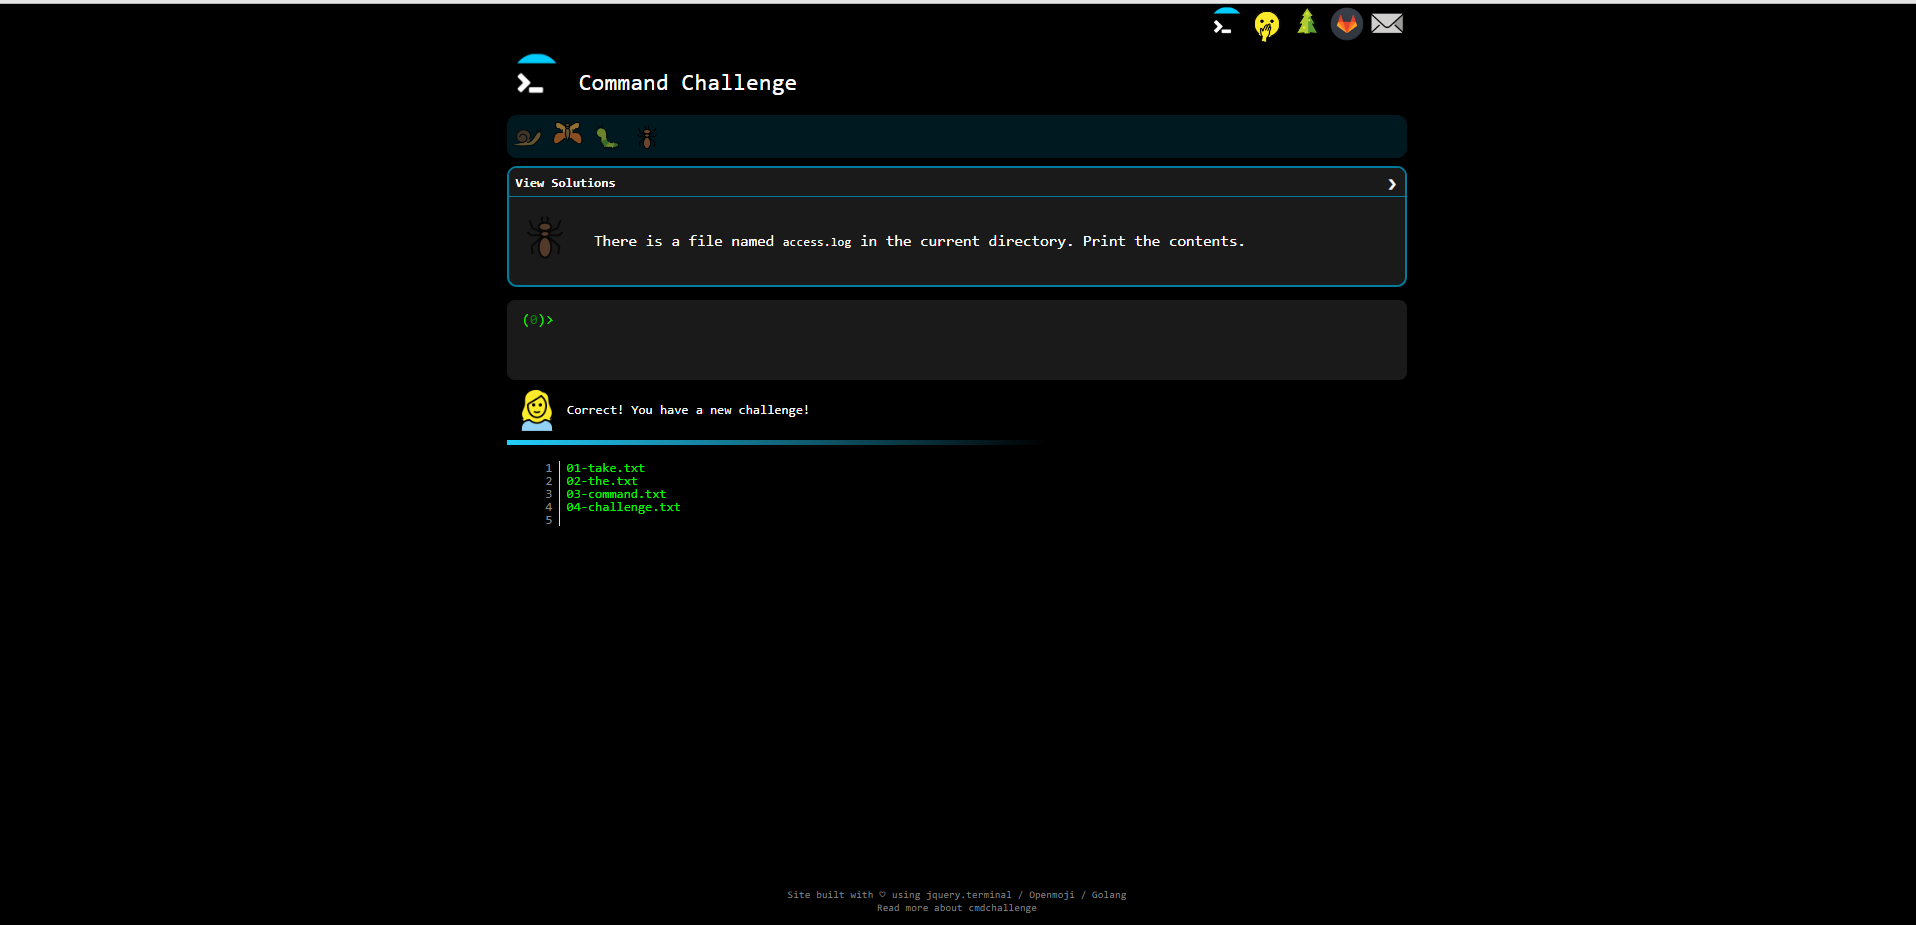 Command Challenge
View Solutions
There is a file named access.log in the current directory. Print the contents.
(0)>
Correct! You have a new challenge!
1 01-take.txt
2 02-the.txt
3 03-command.txt
4 04-challenge.txt
5
Site built with ♡ using jquery.terminal / Openmoji / Golang
Read more about cmdchallenge